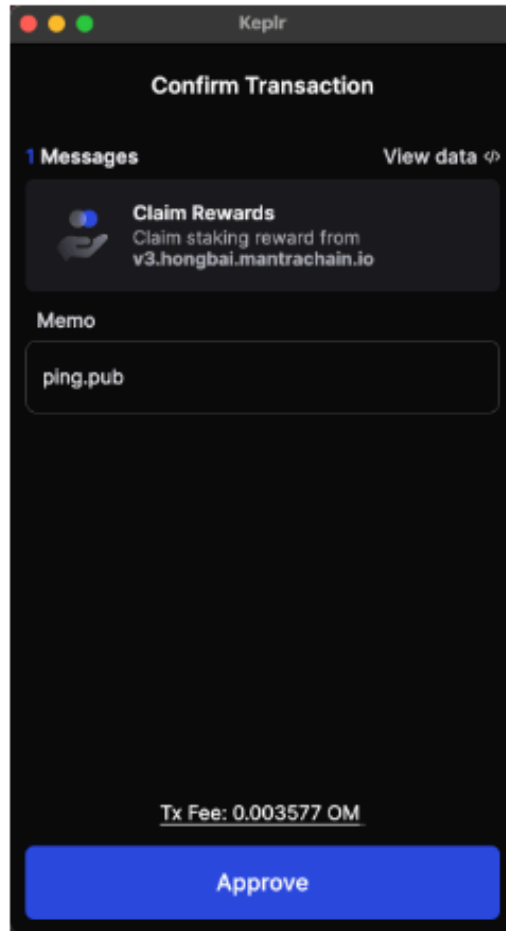 Keplr
Confirm Transaction
1 Messages
View data </>
Claim Rewards
Claim staking reward from
v3.hongbai.mantrachain.io
Memo
ping.pub
Tx Fee: 0.003577 OM
Approve